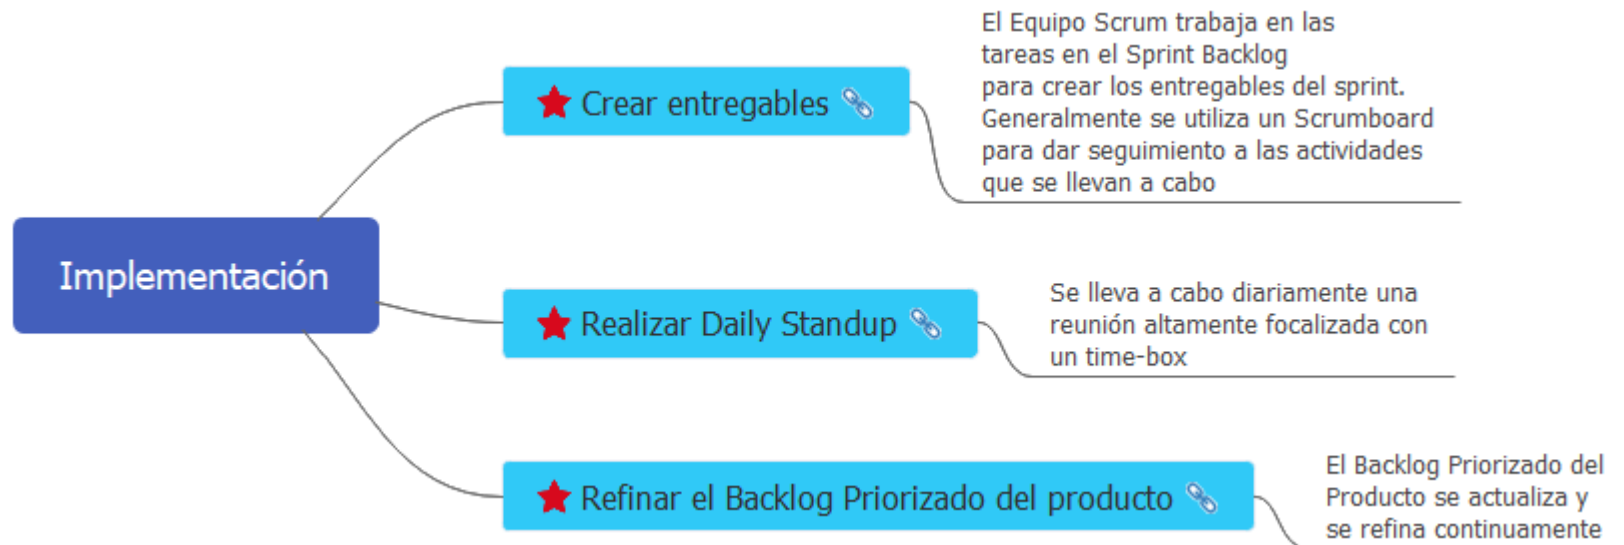 Implementación
Crear entregables
El Equipo Scrum trabaja en las
tareas en el Sprint Backlog
para crear los entregables del sprint.
Generalmente se utiliza un Scrumboard
para dar seguimiento a las actividades
que se llevan a cabo
Realizar Daily Standup
Se lleva a cabo diariamente una
reunión altamente focalizada con
un time-box
Refinar el Backlog Priorizado del producto
El Backlog Priorizado del
Producto se actualiza y
se refina continuamente